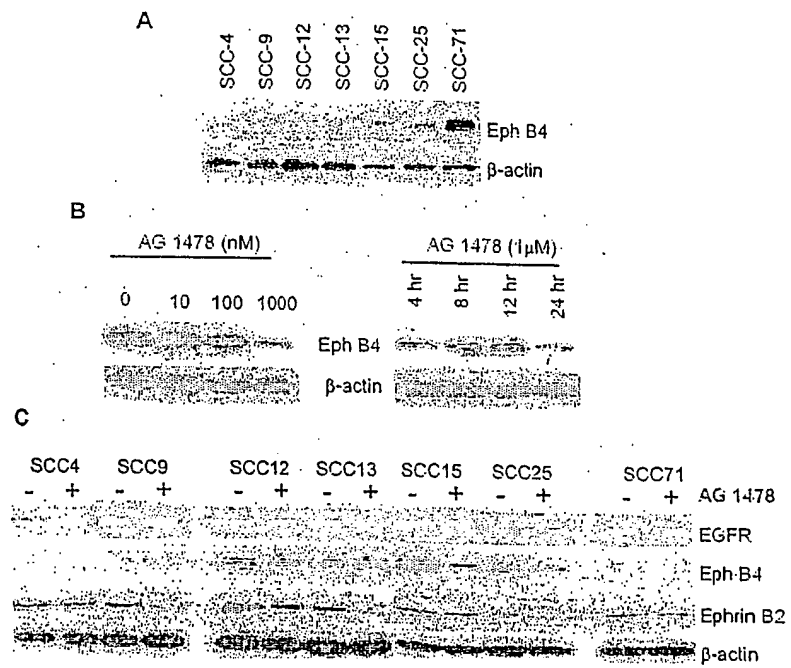 A
SCC-4 SCC-9 SCC-12 SCC-13 SCC-15 SCC-25 SCC-71
Eph B4
β-actin
B
AG 1478 (nM) AG 1478 (1μM)
0 10 100 1000 4 hr 8 hr 12 hr 24 hr
Eph B4
β-actin
C
SCC4 SCC9 SCC12 SCC13 SCC15 SCC25 SCC71
- + - + - + - + - + - + - + AG 1478
EGFR
Eph B4
Ephrin B2
β-actin